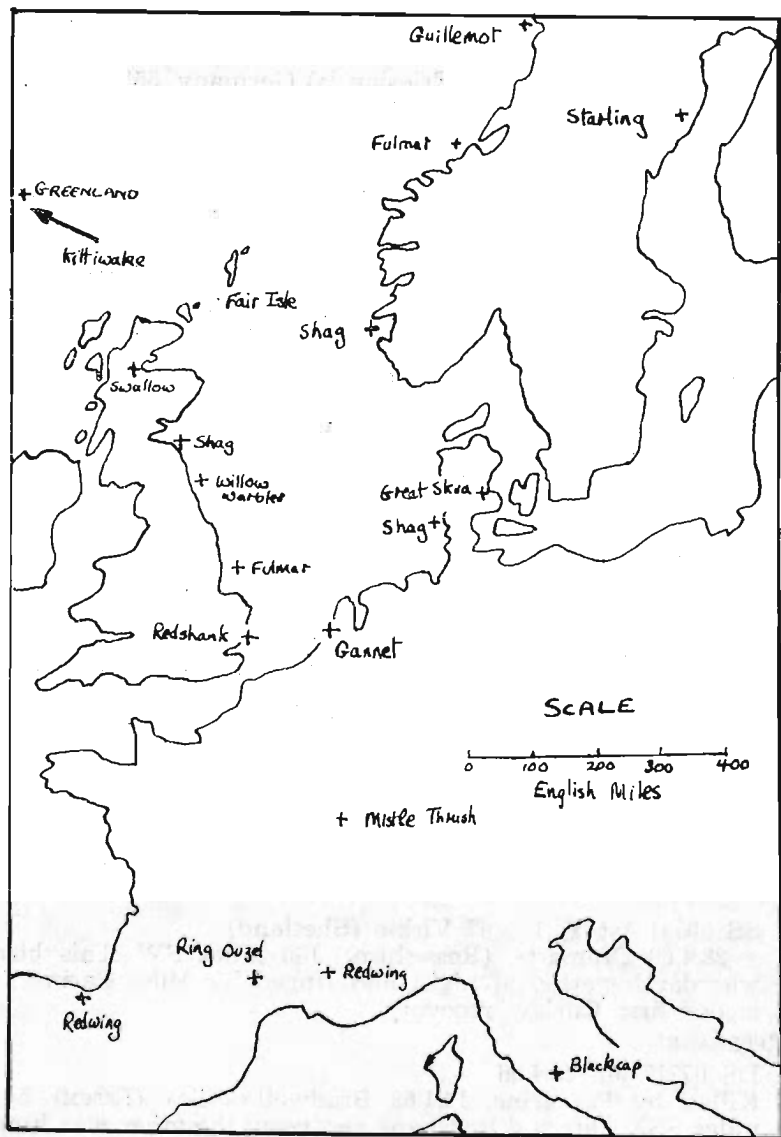 Guillemot
Starling
Fulmar
GREENLAND
Kittiwake
Fair Isle
Shag
Swallow
Shag
Willow
Warbler
Great Skua
Shag
Fulmar
Redshank
Gannet
SCALE
0 100 200 300 400
English Miles
Mistle Thrush
Ring Ouzel
Redwing
Redwing
Blackcap